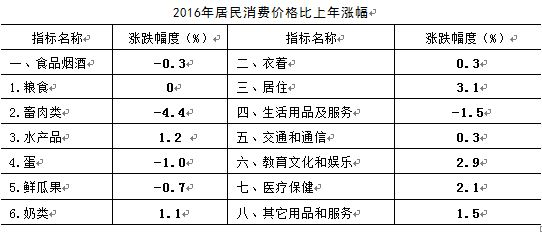 2016年居民消费价格比上年涨幅
指标名称 涨跌幅度（%） 指标名称 涨跌幅度（%）
一、食品烟酒 -0.3 二、衣着 0.3
1.粮食 0 三、居住 3.1
2.畜肉类 -4.4 四、生活用品及服务 -1.5
3.水产品 1.2 五、交通和通信 0.3
4.蛋 -1.0 六、教育文化和娱乐 2.9
5.鲜瓜果 -0.7 七、医疗保健 2.1
6.奶类 1.1 八、其它用品和服务 1.5